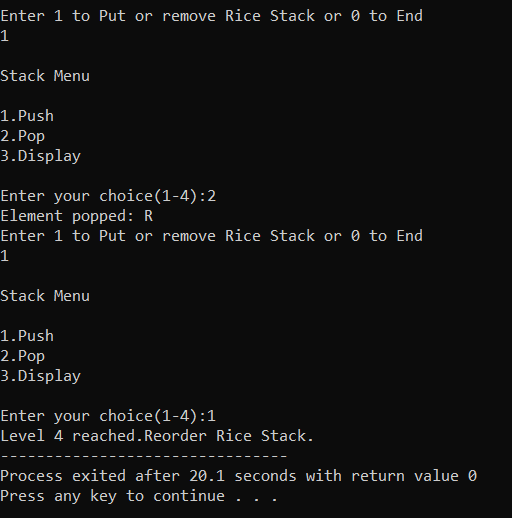 Enter 1 to Put or remove Rice Stack or 0 to End
1
Stack Menu
1.Push
2.Pop
3.Display
Enter your choice(1-4):2
Element popped: R
Enter 1 to Put or remove Rice Stack or 0 to End
1
Stack Menu
1.Push
2.Pop
3.Display
Enter your choice(1-4):1
Level 4 reached.Reorder Rice Stack.
--------------------------------
Process exited after 20.1 seconds with return value 0
Press any key to continue . . .